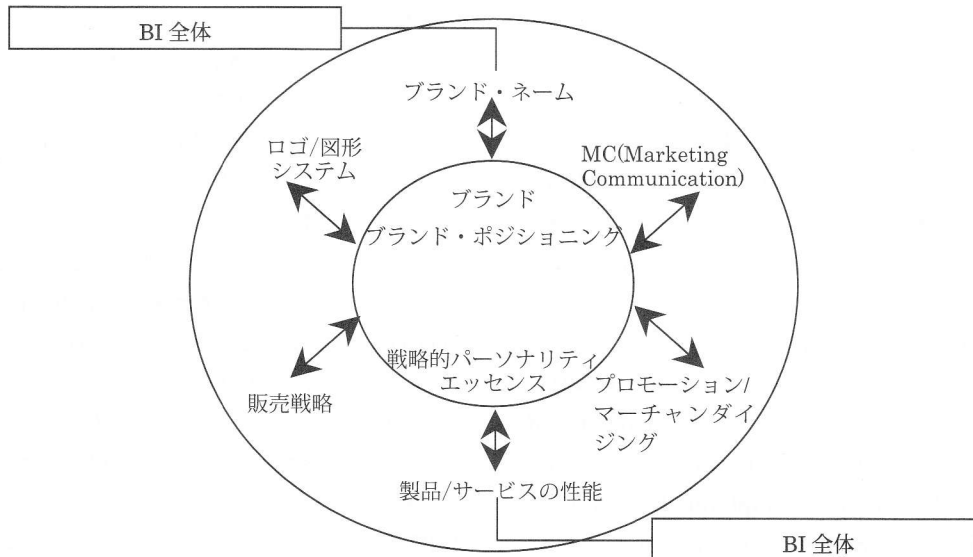 BI 全体
ブランド・ネーム
ロゴ/図形
システム
MC(Marketing
Communication)
ブランド
ブランド・ポジショニング
戦略的パーソナリティ
エッセンス
販売戦略
プロモーション/
マーチャンダイ
ジング
製品/サービスの性能
BI 全体